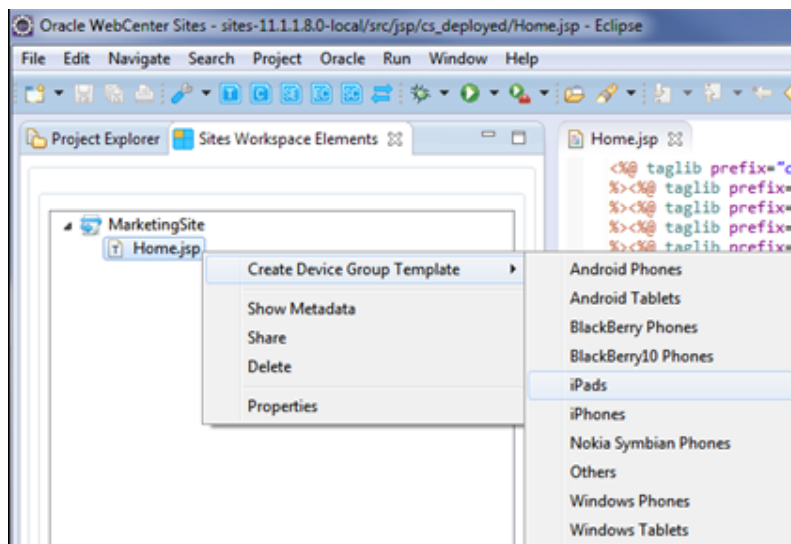 Oracle WebCenter Sites - sites-11.1.1.8.0-local/src/jsp/cs_deployed/Home.jsp - Eclipse
File Edit Navigate Search Project Oracle Run Window Help
Project Explorer Sites Workspace Elements Home.jsp
<%@ taglib prefix="c
%><%@ taglib prefix=
%><%@ taglib prefix=
%><%@ taglib prefix=
%><%@ taglib prefix=
MarketingSite
Home.jsp
Create Device Group Template
Show Metadata
Share
Delete
Properties
Android Phones
Android Tablets
BlackBerry Phones
BlackBerry10 Phones
iPads
iPhones
Nokia Symbian Phones
Others
Windows Phones
Windows Tablets